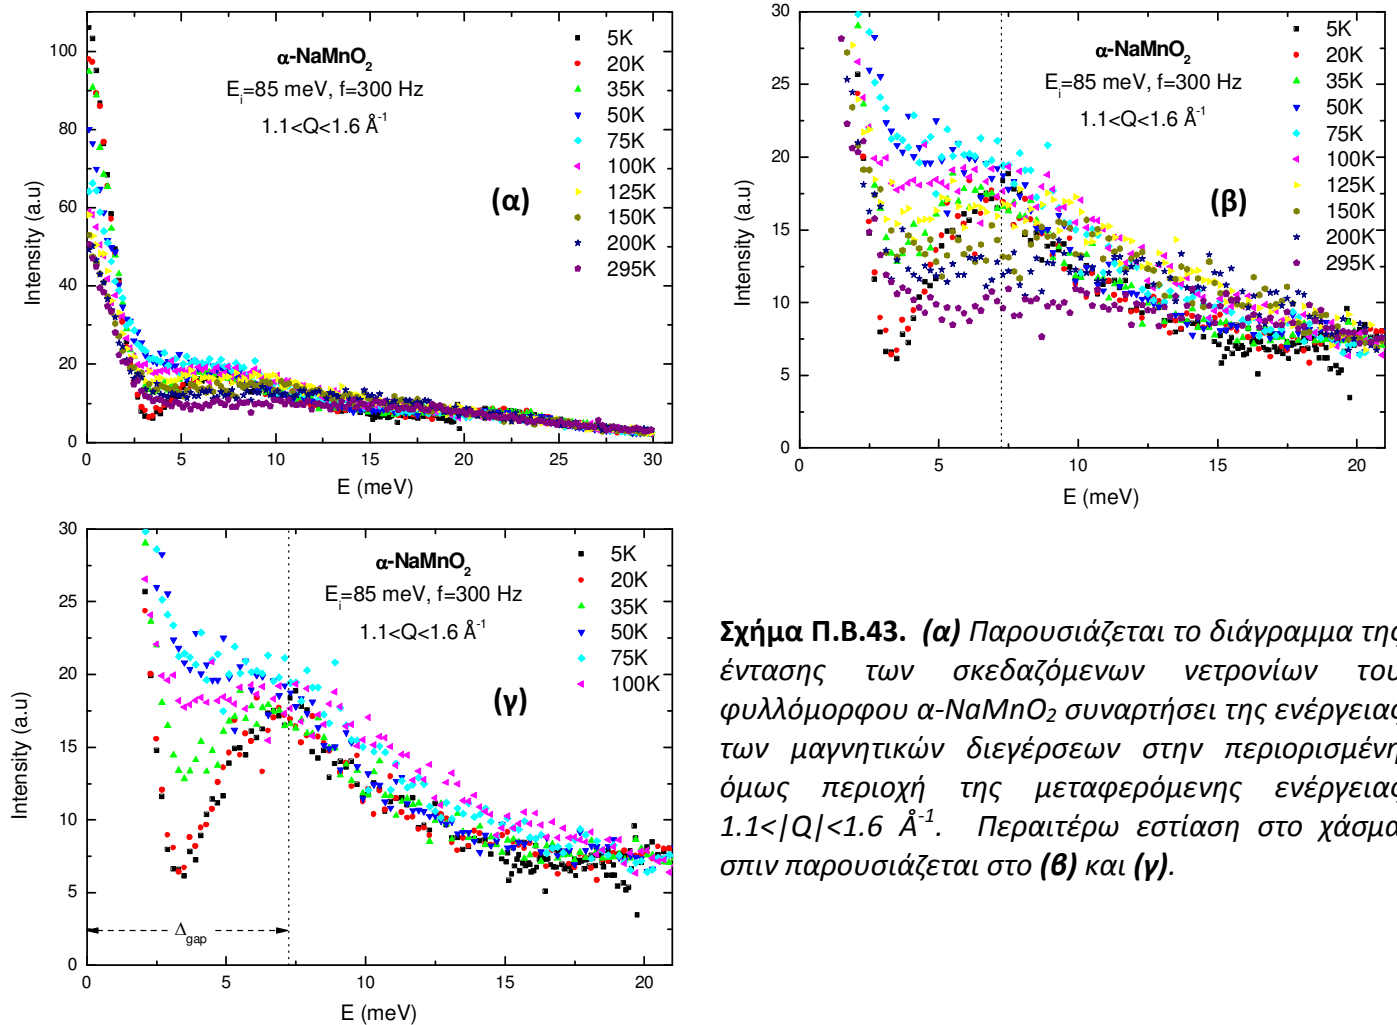 α-NaMnO₂
Eᵢ=85 meV, f=300 Hz
1.1<Q<1.6 Å⁻¹
(α)
5K
20K
35K
50K
75K
100K
125K
150K
200K
295K
Intensity (a.u)
100
80
60
40
20
0
0 5 10 15 20 25 30
E (meV)
α-NaMnO₂
Eᵢ=85 meV, f=300 Hz
1.1<Q<1.6 Å⁻¹
(β)
5K
20K
35K
50K
75K
100K
125K
150K
200K
295K
Intensity (a.u)
30
25
20
15
10
5
0
0 5 10 15 20
E (meV)
α-NaMnO₂
Eᵢ=85 meV, f=300 Hz
1.1<Q<1.6 Å⁻¹
(γ)
5K
20K
35K
50K
75K
100K
Intensity (a.u)
30
25
20
15
10
5
0
Δgap
0 5 10 15 20
E (meV)
Σχήμα Π.Β.43. (α) Παρουσιάζεται το διάγραμμα της
έντασης των σκεδαζόμενων νετρονίων του
φυλλόμορφου α-NaMnO₂ συναρτήσει της ενέργειας
των μαγνητικών διεγέρσεων στην περιορισμένη
όμως περιοχή της μεταφερόμενης ενέργειας
1.1<|Q|<1.6 Å⁻¹. Περαιτέρω εστίαση στο χάσμα
σπιν παρουσιάζεται στο (β) και (γ).